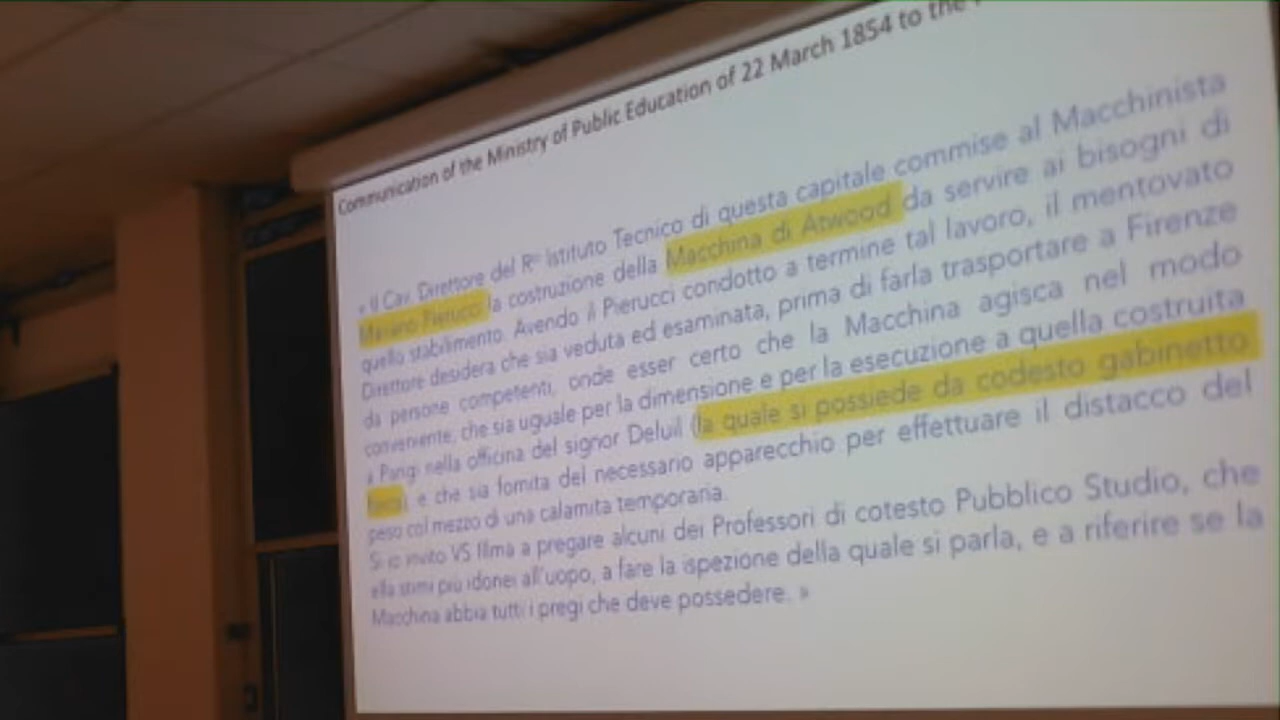 Communication of the Ministry of Public Education of 22 March 1854 to the
« Il Cav. Direttore del R° Istituto Tecnico di questa capitale commise al Macchinista
Mariano Pierucci la costruzione della Macchina di Atwood da servire ai bisogni di
quello stabilimento. Avendo il Pierucci condotto a termine tal lavoro, il mentovato
Direttore desidera che sia veduta ed esaminata, prima di farla trasportare a Firenze
da persone competenti, onde esser certo che la Macchina agisca nel modo
conveniente, che sia uguale per la dimensione e per la esecuzione a quella costruita
a Parigi nella officina del signor Deluil (la quale si possiede da codesto gabinetto
e che sia fornita del necessario apparecchio per effettuare il distacco del
peso col mezzo di una calamita temporaria.
Si io invito VS Illma a pregare alcuni dei Professori di cotesto Pubblico Studio, che
ella stimi più idonei all'uopo, a fare la ispezione della quale si parla, e a riferire se la
Macchina abbia tutti i pregi che deve possedere. »